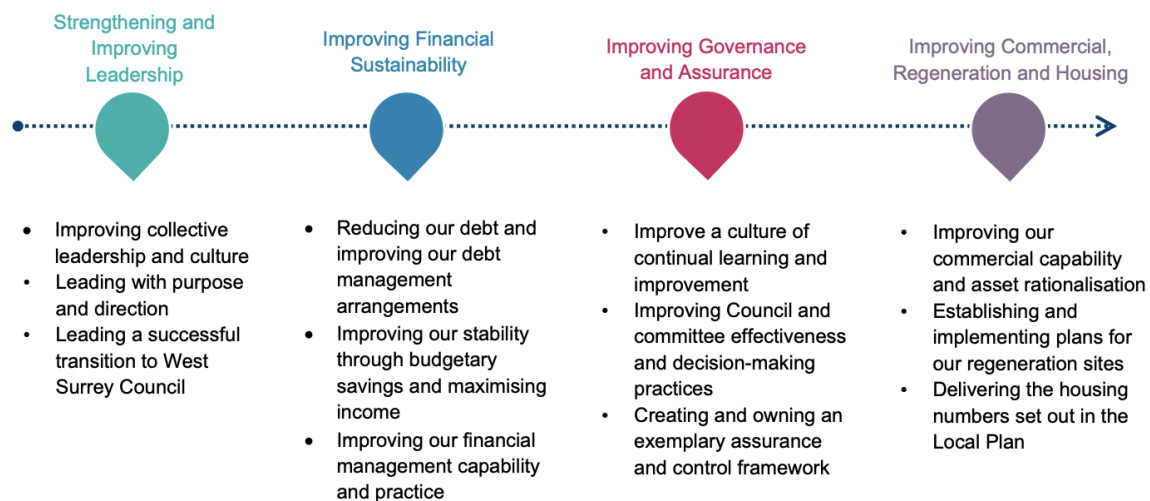 Strengthening and
Improving
Leadership
Improving Financial
Sustainability
Improving Governance
and Assurance
Improving Commercial,
Regeneration and Housing
• Improving collective
leadership and culture
• Leading with purpose
and direction
• Leading a successful
transition to West
Surrey Council
• Reducing our debt and
improving our debt
management
arrangements
• Improving our stability
through budgetary
savings and maximising
income
• Improving our financial
management capability
and practice
• Improve a culture of
continual learning and
improvement
• Improving Council and
committee effectiveness
and decision-making
practices
• Creating and owning an
exemplary assurance
and control framework
• Improving our
commercial capability
and asset rationalisation
• Establishing and
implementing plans for
our regeneration sites
• Delivering the housing
numbers set out in the
Local Plan